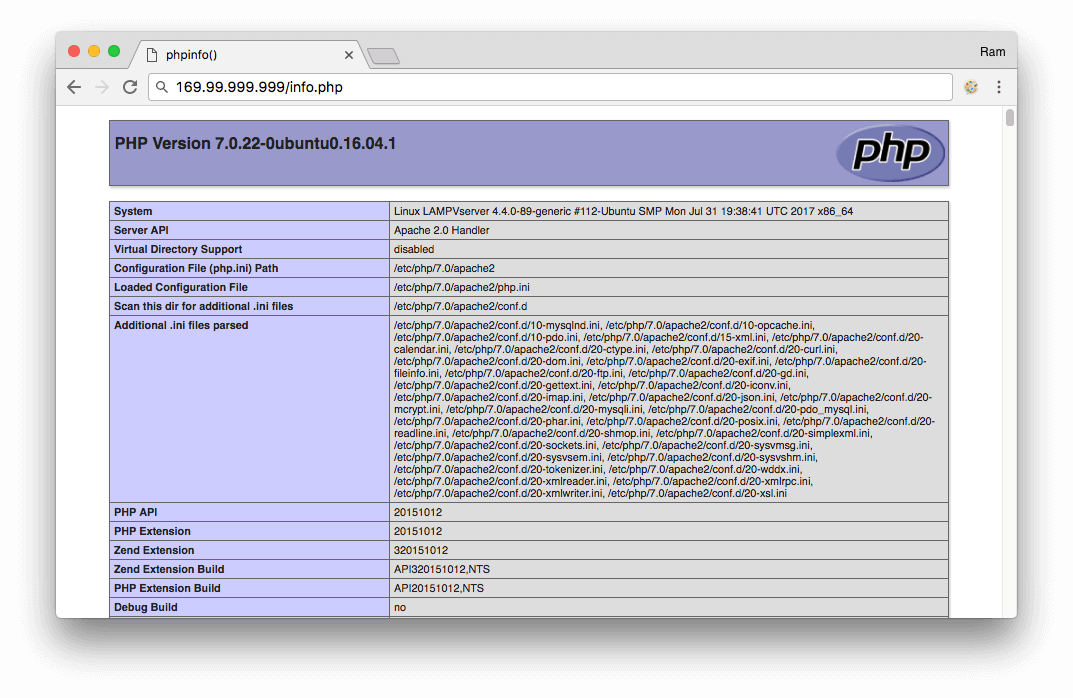 phpinfo()
Ram
169.99.999.999/info.php
PHP Version 7.0.22-0ubuntu0.16.04.1
php
System Linux LAMPVserver 4.4.0-89-generic #112-Ubuntu SMP Mon Jul 31 19:38:41 UTC 2017 x86_64
Server API Apache 2.0 Handler
Virtual Directory Support disabled
Configuration File (php.ini) Path /etc/php/7.0/apache2
Loaded Configuration File /etc/php/7.0/apache2/php.ini
Scan this dir for additional .ini files /etc/php/7.0/apache2/conf.d
Additional .ini files parsed /etc/php/7.0/apache2/conf.d/10-mysqlnd.ini, /etc/php/7.0/apache2/conf.d/10-opcache.ini,
/etc/php/7.0/apache2/conf.d/10-pdo.ini, /etc/php/7.0/apache2/conf.d/15-xml.ini, /etc/php/7.0/apache2/conf.d/20-
calendar.ini, /etc/php/7.0/apache2/conf.d/20-ctype.ini, /etc/php/7.0/apache2/conf.d/20-curl.ini,
/etc/php/7.0/apache2/conf.d/20-dom.ini, /etc/php/7.0/apache2/conf.d/20-exif.ini, /etc/php/7.0/apache2/conf.d/20-
fileinfo.ini, /etc/php/7.0/apache2/conf.d/20-ftp.ini, /etc/php/7.0/apache2/conf.d/20-gd.ini,
/etc/php/7.0/apache2/conf.d/20-gettext.ini, /etc/php/7.0/apache2/conf.d/20-iconv.ini,
/etc/php/7.0/apache2/conf.d/20-imap.ini, /etc/php/7.0/apache2/conf.d/20-json.ini, /etc/php/7.0/apache2/conf.d/20-
mcrypt.ini, /etc/php/7.0/apache2/conf.d/20-mysqli.ini, /etc/php/7.0/apache2/conf.d/20-pdo_mysql.ini,
/etc/php/7.0/apache2/conf.d/20-phar.ini, /etc/php/7.0/apache2/conf.d/20-posix.ini, /etc/php/7.0/apache2/conf.d/20-
readline.ini, /etc/php/7.0/apache2/conf.d/20-shmop.ini, /etc/php/7.0/apache2/conf.d/20-simplexml.ini,
/etc/php/7.0/apache2/conf.d/20-sockets.ini, /etc/php/7.0/apache2/conf.d/20-sysvmsg.ini,
/etc/php/7.0/apache2/conf.d/20-sysvsem.ini, /etc/php/7.0/apache2/conf.d/20-sysvshm.ini,
/etc/php/7.0/apache2/conf.d/20-tokenizer.ini, /etc/php/7.0/apache2/conf.d/20-wddx.ini,
/etc/php/7.0/apache2/conf.d/20-xmlreader.ini, /etc/php/7.0/apache2/conf.d/20-xmlrpc.ini,
/etc/php/7.0/apache2/conf.d/20-xmlwriter.ini, /etc/php/7.0/apache2/conf.d/20-xsl.ini
PHP API 20151012
PHP Extension 20151012
Zend Extension 320151012
Zend Extension Build API320151012,NTS
PHP Extension Build API20151012,NTS
Debug Build no